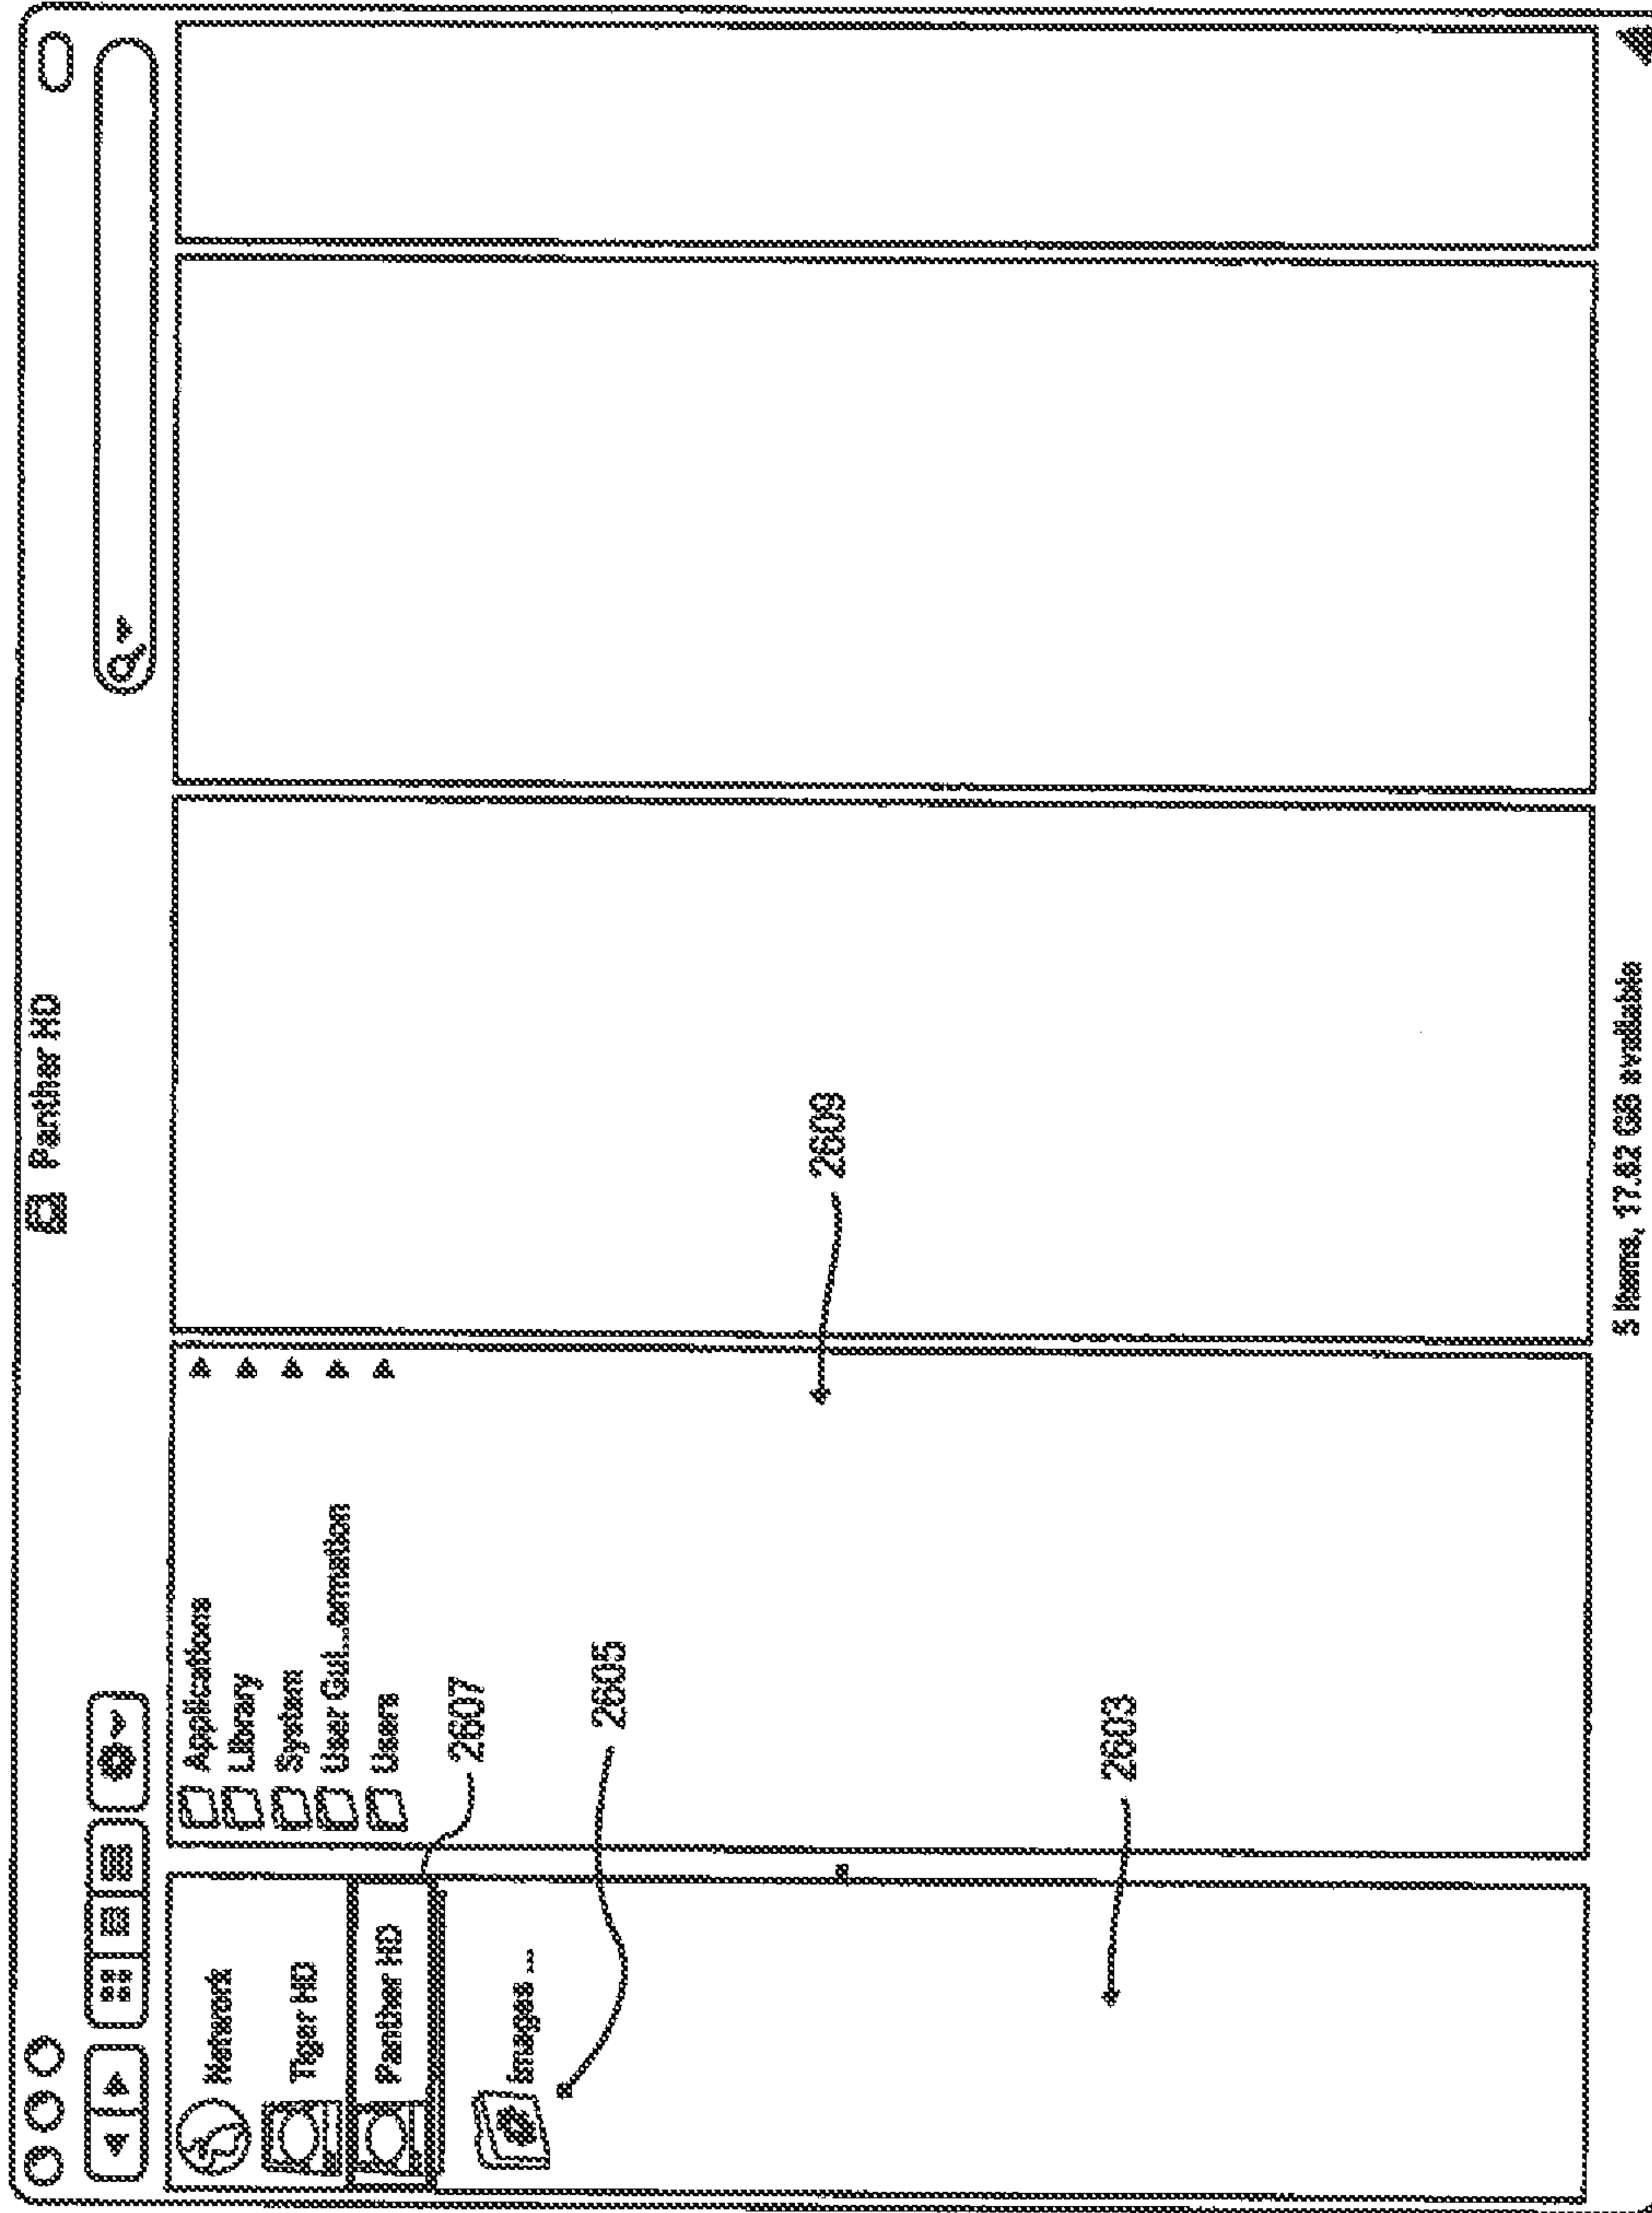 Panther HD
Network
Tiger HD
Panther HD
Images ...
Applications
Library
System
User Gui...ormation
Users
2607
2605
2603
2609
5 items, 17.82 GB available